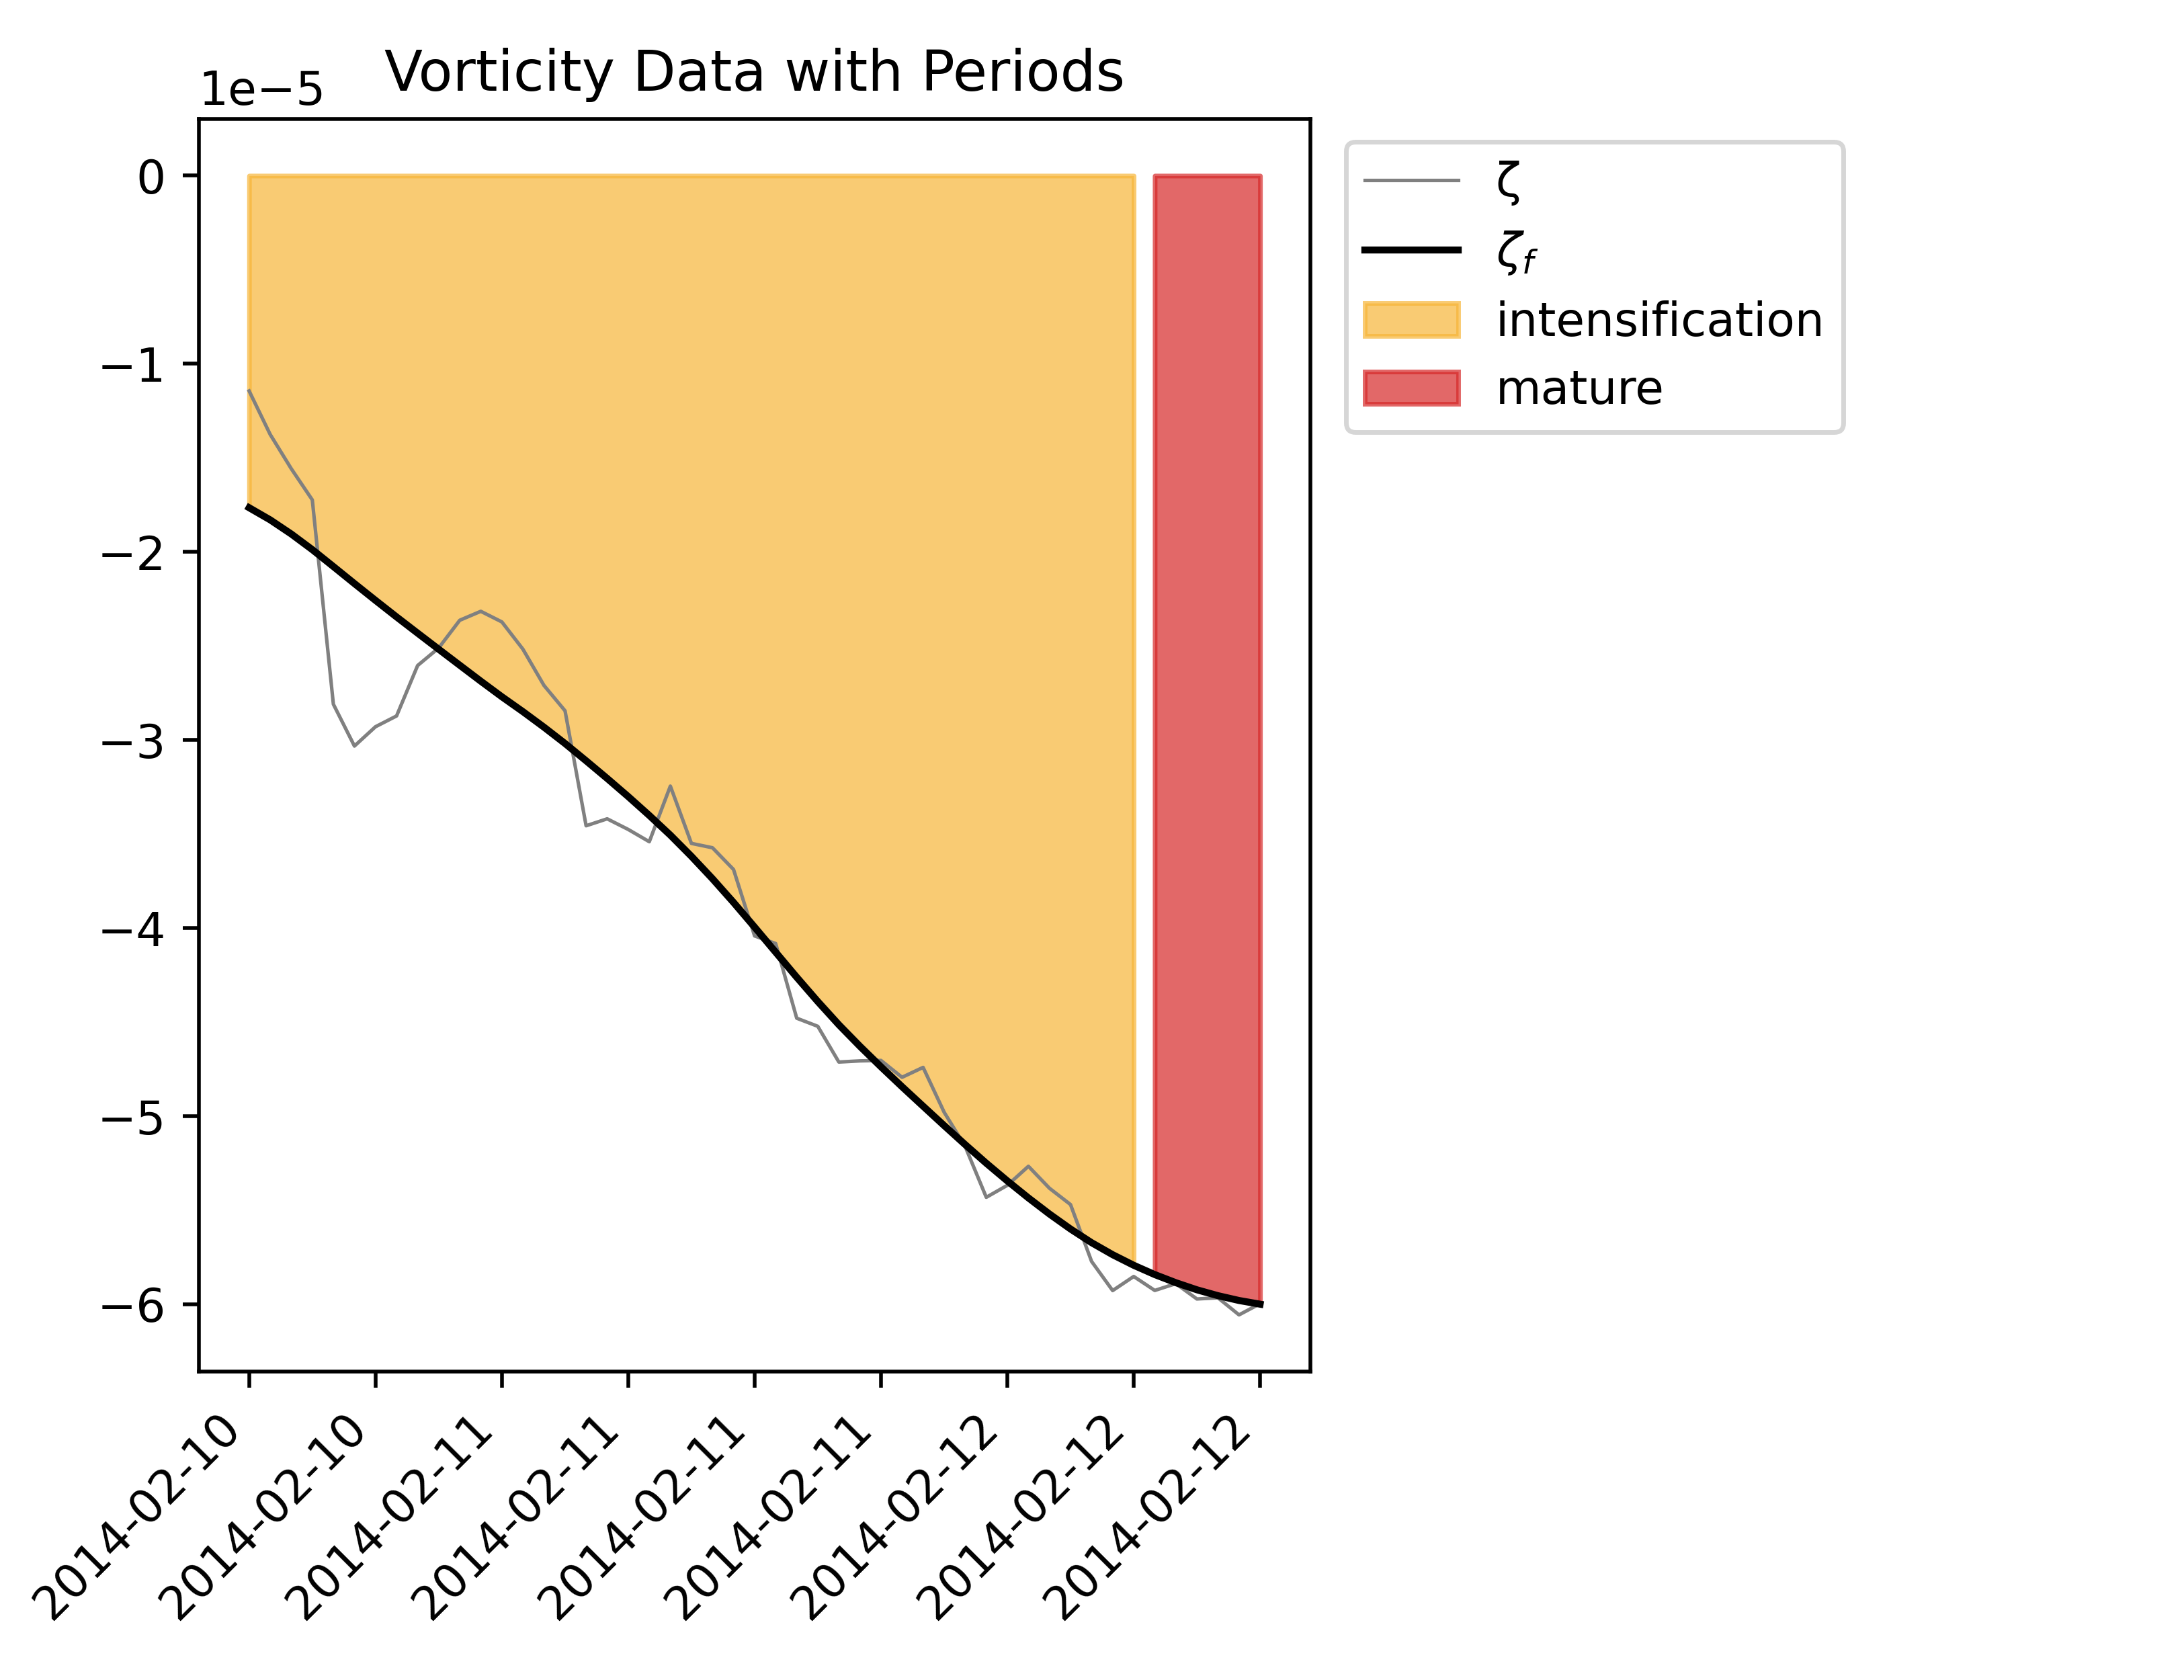 Vorticity Data with Periods
1e−5
0
−1
−2
−3
−4
−5
−6
2014-02-10
2014-02-10
2014-02-11
2014-02-11
2014-02-11
2014-02-11
2014-02-12
2014-02-12
2014-02-12
ζ
ζf
intensification
mature